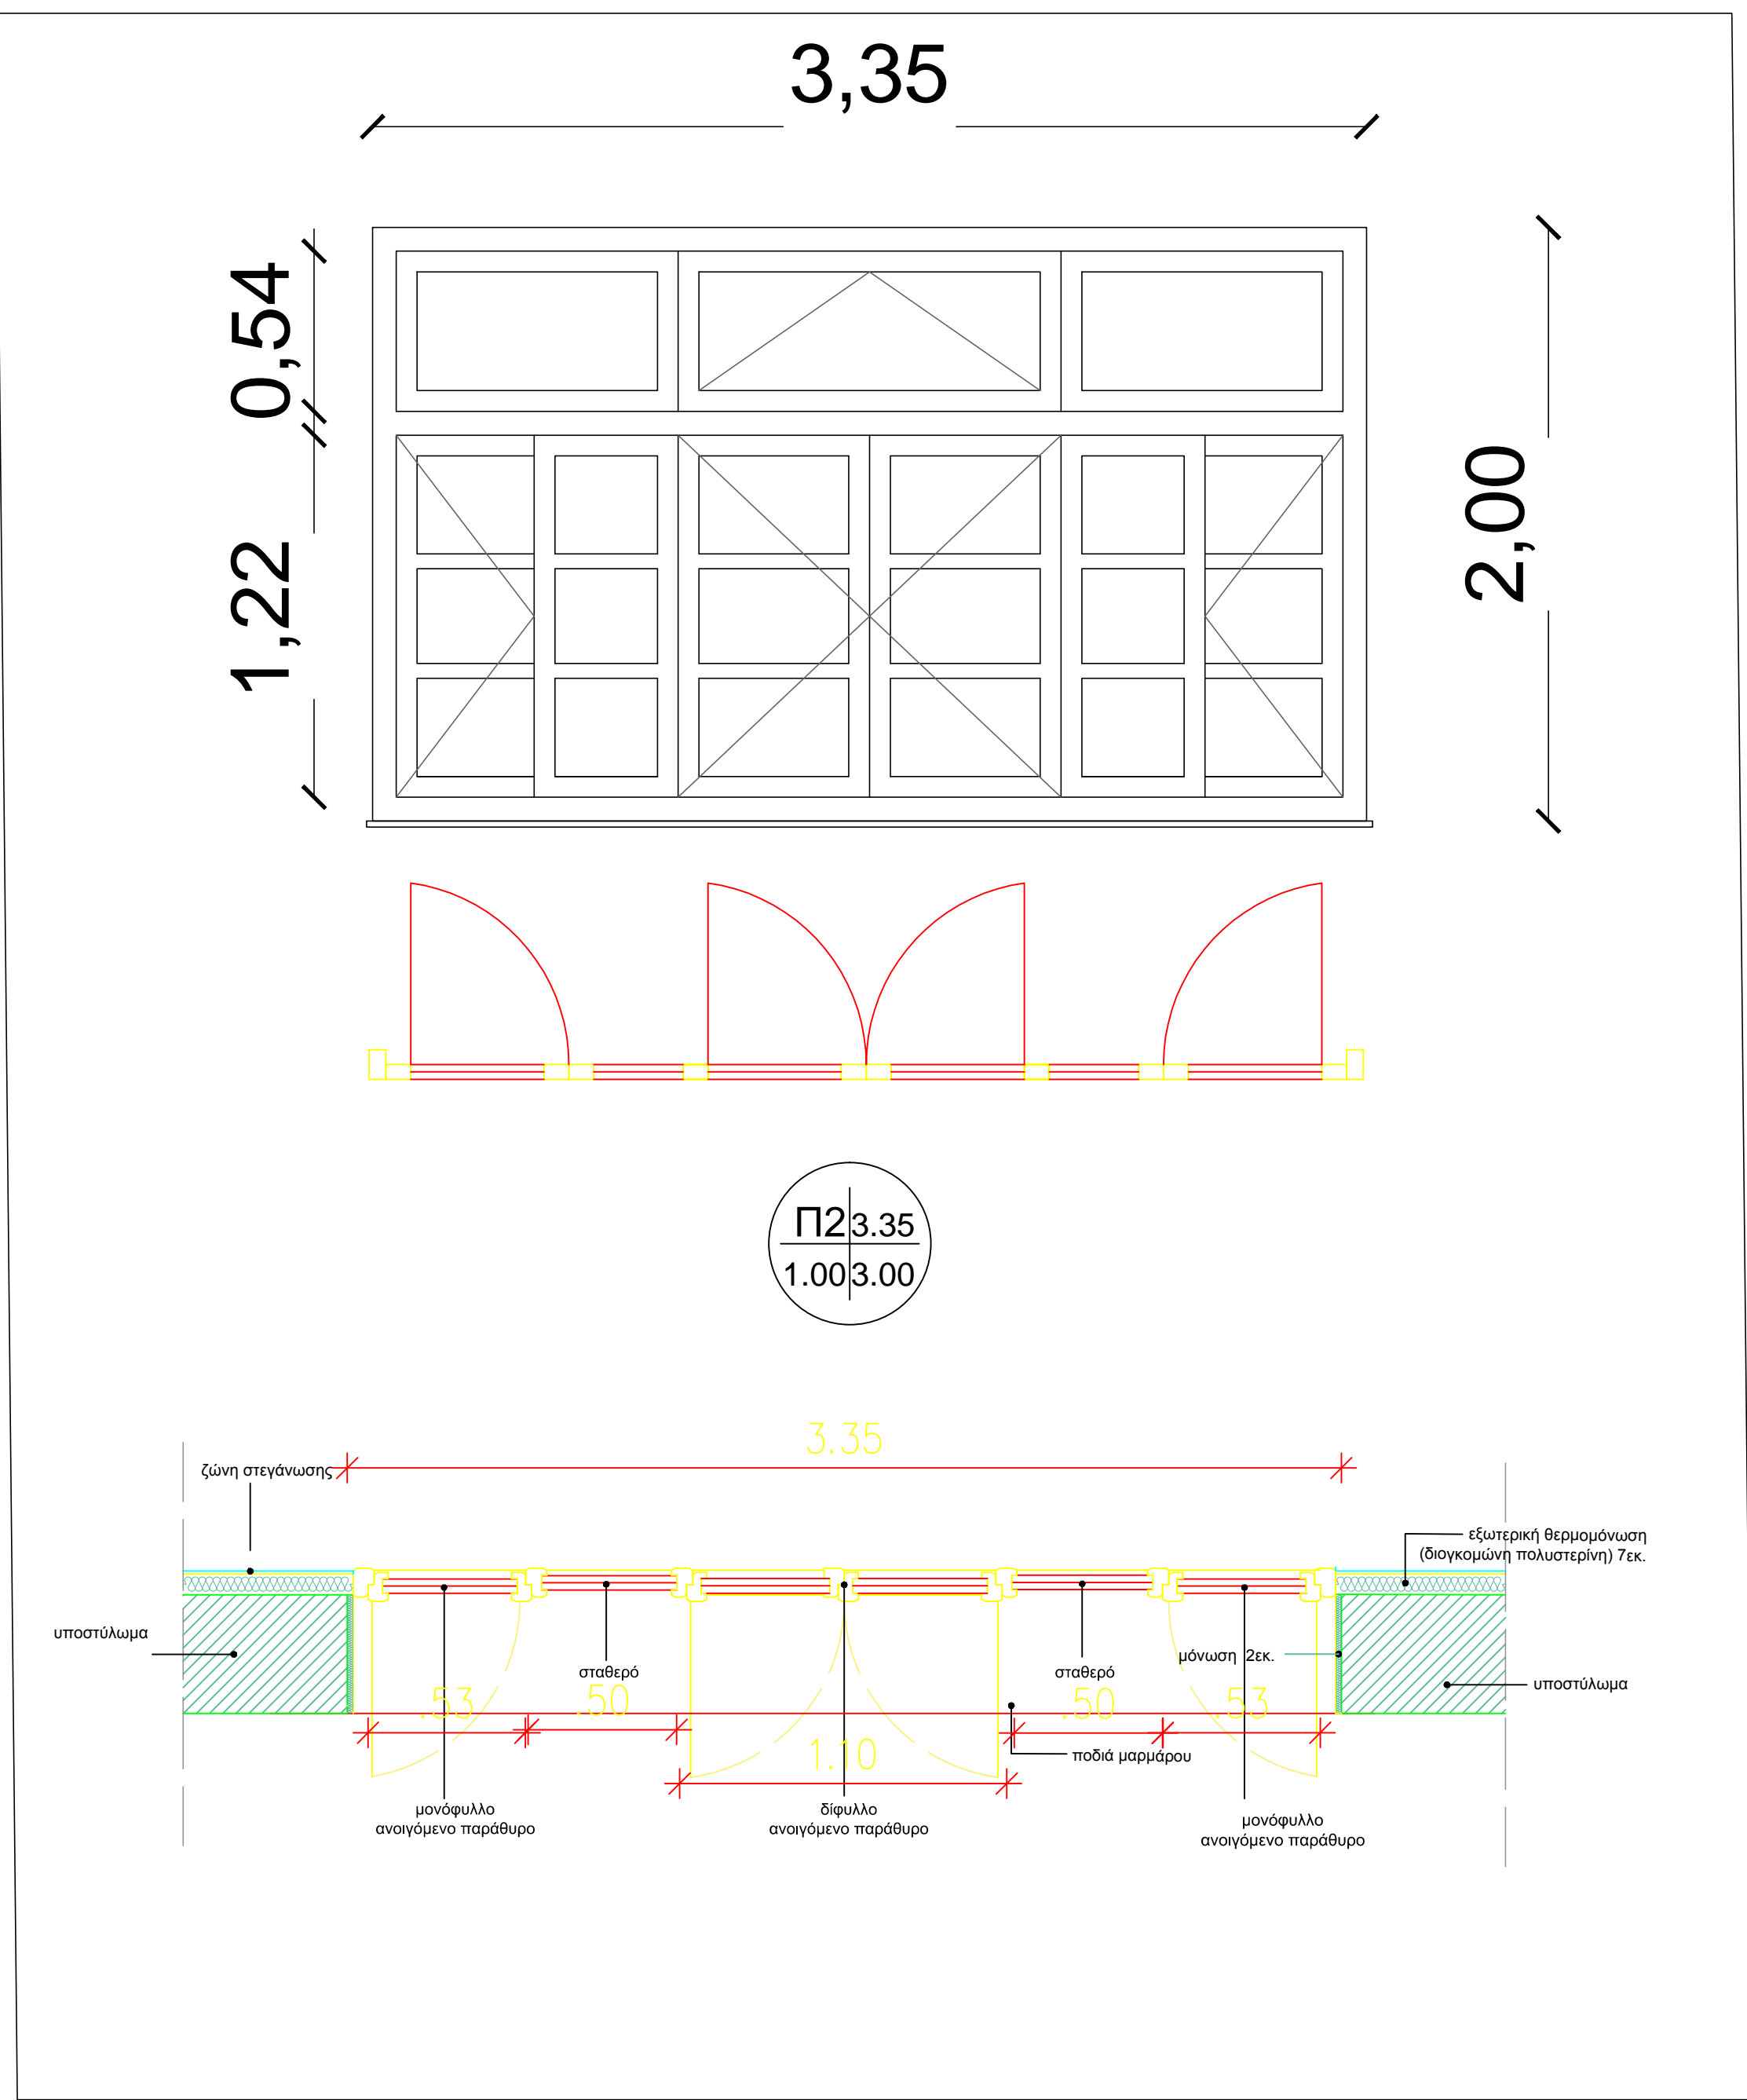 3,35
0,54
1,22
2,00
Π2 3.35
1.00 3.00
3.35
ζώνη στεγάνωσης
εξωτερική θερμομόνωση
(διογκομώνη πολυστερίνη) 7εκ.
υποστύλωμα
σταθερό
σταθερό
μόνωση 2εκ.
υποστύλωμα
.53
.50
.50
.53
1.10
ποδιά μαρμάρου
μονόφυλλο
ανοιγόμενο παράθυρο
δίφυλλο
ανοιγόμενο παράθυρο
μονόφυλλο
ανοιγόμενο παράθυρο